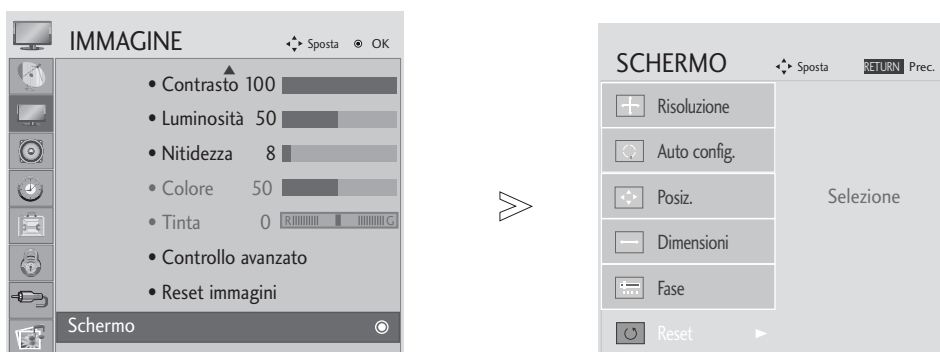 IMMAGINE Sposta OK
• Contrasto 100
• Luminosità 50
• Nitidezza 8
• Colore 50
• Tinta 0 R G
• Controllo avanzato
• Reset immagini
Schermo
SCHERMO Sposta RETURN Prec.
Risoluzione
Auto config.
Posiz.
Dimensioni
Fase
Reset
Selezione